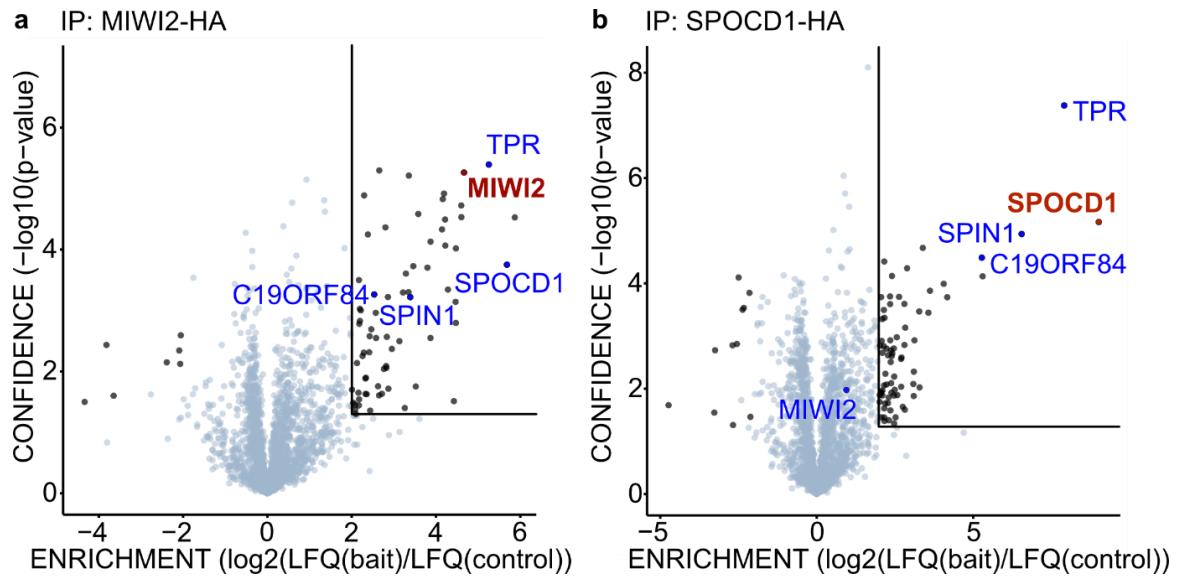 a IP: MIWI2-HA
CONFIDENCE (−log10(p−value)
6
4
2
0
TPR
MIWI2
SPOCD1
C19ORF84
SPIN1
−4 −2 0 2 4 6
ENRICHMENT (log2(LFQ(bait)/LFQ(control))
b IP: SPOCD1-HA
CONFIDENCE (−log10(p−value)
8
6
4
2
0
TPR
SPOCD1
SPIN1
C19ORF84
MIWI2
−5 0 5
ENRICHMENT (log2(LFQ(bait)/LFQ(control))